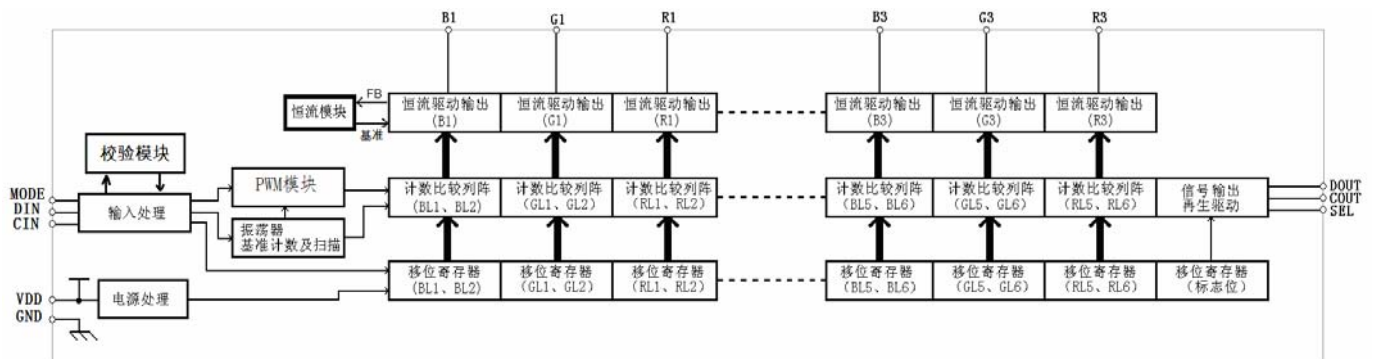 B1 G1 R1 B3 G3 R3
恒流模块
FB
基准
恒流驱动输出
(B1)
恒流驱动输出
(G1)
恒流驱动输出
(R1)
恒流驱动输出
(B3)
恒流驱动输出
(G3)
恒流驱动输出
(R3)
校验模块
MODE
DIN
CIN
输入处理
PWM模块
振荡器
基准计数及扫描
计数比较列阵
(BL1、BL2)
计数比较列阵
(GL1、GL2)
计数比较列阵
(RL1、RL2)
计数比较列阵
(BL5、BL6)
计数比较列阵
(GL5、GL6)
计数比较列阵
(RL5、RL6)
信号输出
再生驱动
DOUT
COUT
SEL
VDD
GND
电源处理
移位寄存器
(BL1、BL2)
移位寄存器
(GL1、GL2)
移位寄存器
(RL1、RL2)
移位寄存器
(BL5、BL6)
移位寄存器
(GL5、GL6)
移位寄存器
(RL5、RL6)
移位寄存器
(标志位)